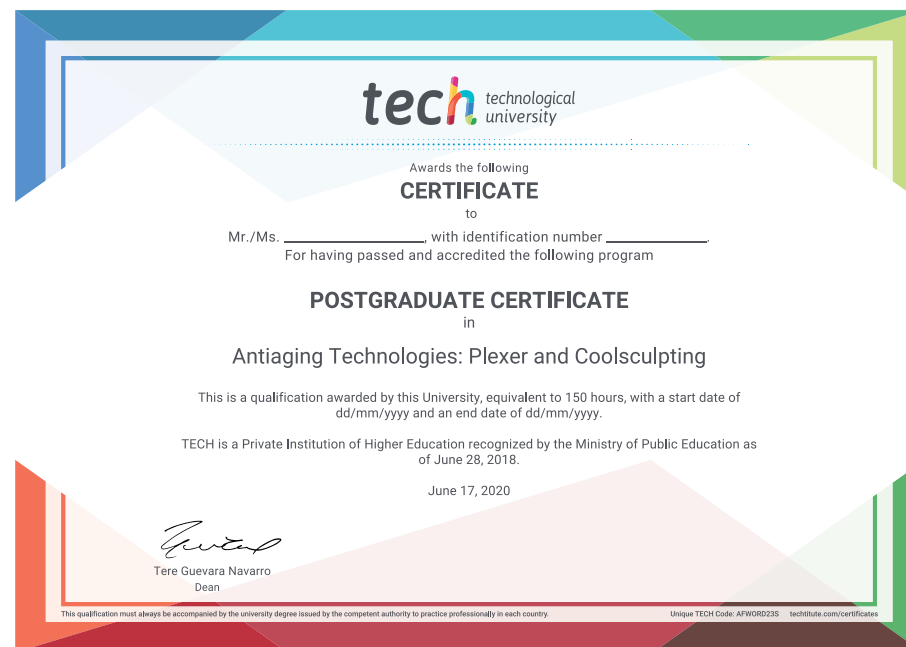 tech technological
university
Awards the following
CERTIFICATE
to
Mr./Ms. ____________________, with identification number ______________.
For having passed and accredited the following program
POSTGRADUATE CERTIFICATE
in
Antiaging Technologies: Plexer and Coolsculpting
This is a qualification awarded by this University, equivalent to 150 hours, with a start date of
dd/mm/yyyy and an end date of dd/mm/yyyy.
TECH is a Private Institution of Higher Education recognized by the Ministry of Public Education as
of June 28, 2018.
June 17, 2020
Tere Guevara Navarro
Dean
This qualification must always be accompanied by the university degree issued by the competent authority to practice professionally in each country. Unique TECH Code: AFWORD23S techtitute.com/certificates